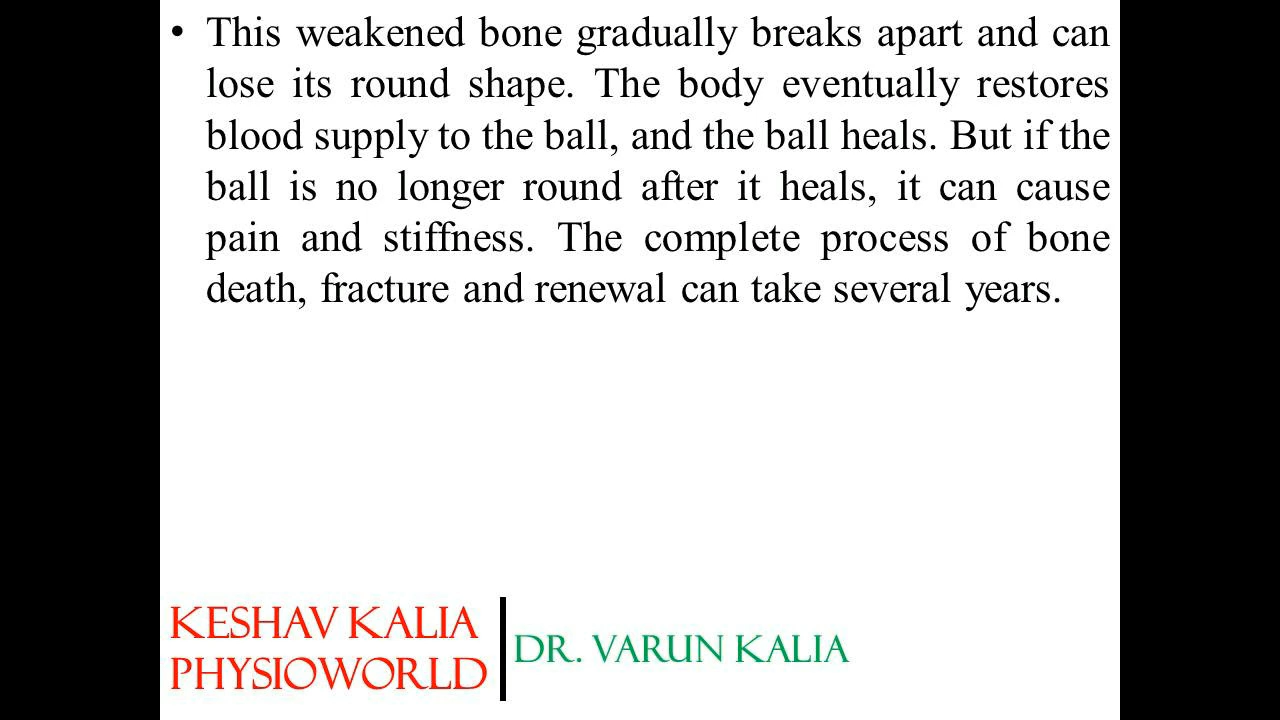 • This weakened bone gradually breaks apart and can
lose its round shape. The body eventually restores
blood supply to the ball, and the ball heals. But if the
ball is no longer round after it heals, it can cause
pain and stiffness. The complete process of bone
death, fracture and renewal can take several years.
KESHAV KALIA
PHYSIOWORLD
DR. VARUN KALIA